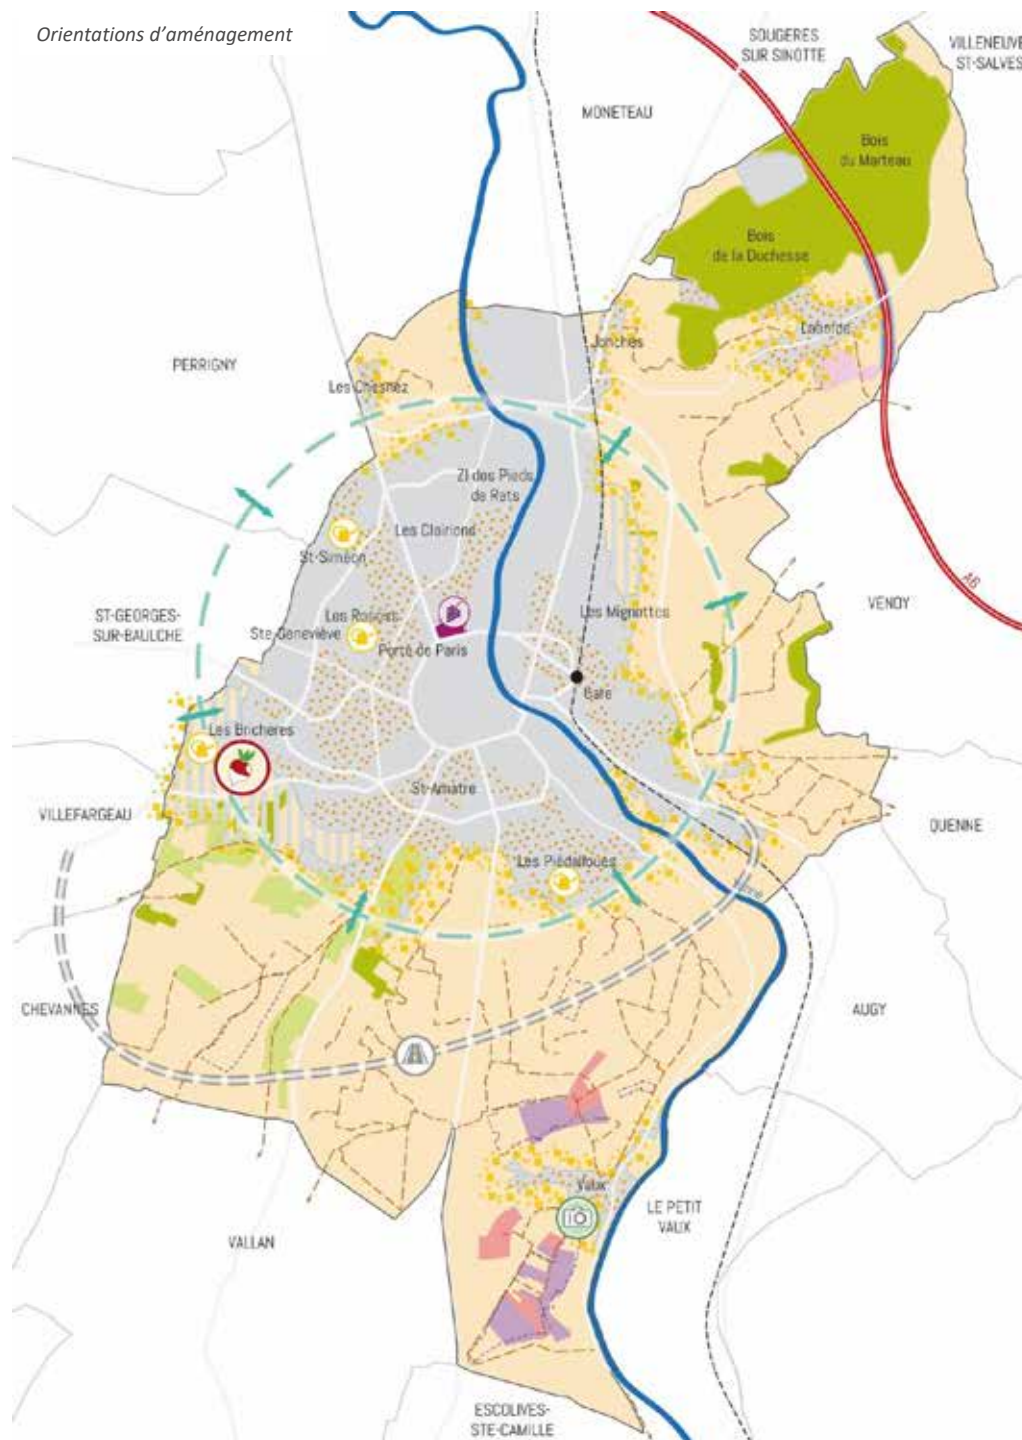 Orientations d'aménagement
SOUGERES
SUR SINOTTE
VILLENEUVE
ST-SALVES
MONETEAU
Bois
du Marteau
Bois
de la Duchesse
Laborde
Jonches
PERRIGNY
Les Chesnez
ZI des Pieds
de Rats
Les Clairions
St-Siméon
A6
VENOY
ST-GEORGES-
SUR-BAULCHE
Les Rosoirs
Ste-Geneviève
Porte de Paris
Les Mignottes
Gare
Les Brichères
St-Amatre
VILLEFARGEAU
QUENNE
Les Piédalloues
Yonne
CHEVANNES
AUGY
Vaux
LE PETIT
VAUX
VALLAN
ESCOLIVES-
STE-CAMILLE